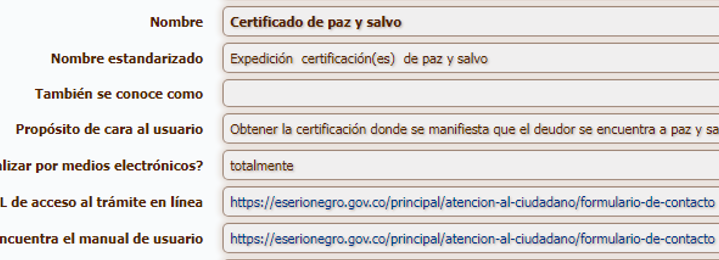 Nombre Certificado de paz y salvo
Nombre estandarizado Expedición certificación(es) de paz y salvo
También se conoce como
Propósito de cara al usuario Obtener la certificación donde se manifiesta que el deudor se encuentra a paz y sa
alizar por medios electrónicos? totalmente
L de acceso al trámite en línea https://eserionegro.gov.co/principal/atencion-al-ciudadano/formulario-de-contacto
ncuentra el manual de usuario https://eserionegro.gov.co/principal/atencion-al-ciudadano/formulario-de-contacto